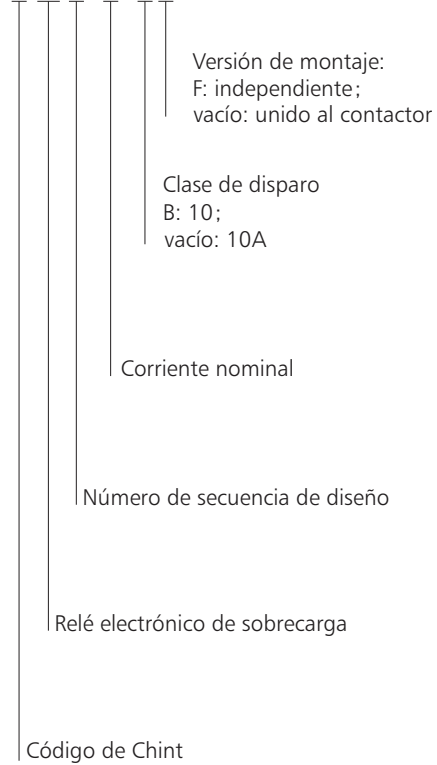 Versión de montaje:
F: independiente;
vacío: unido al contactor
Clase de disparo
B: 10;
vacío: 10A
Corriente nominal
Número de secuencia de diseño
Relé electrónico de sobrecarga
Código de Chint